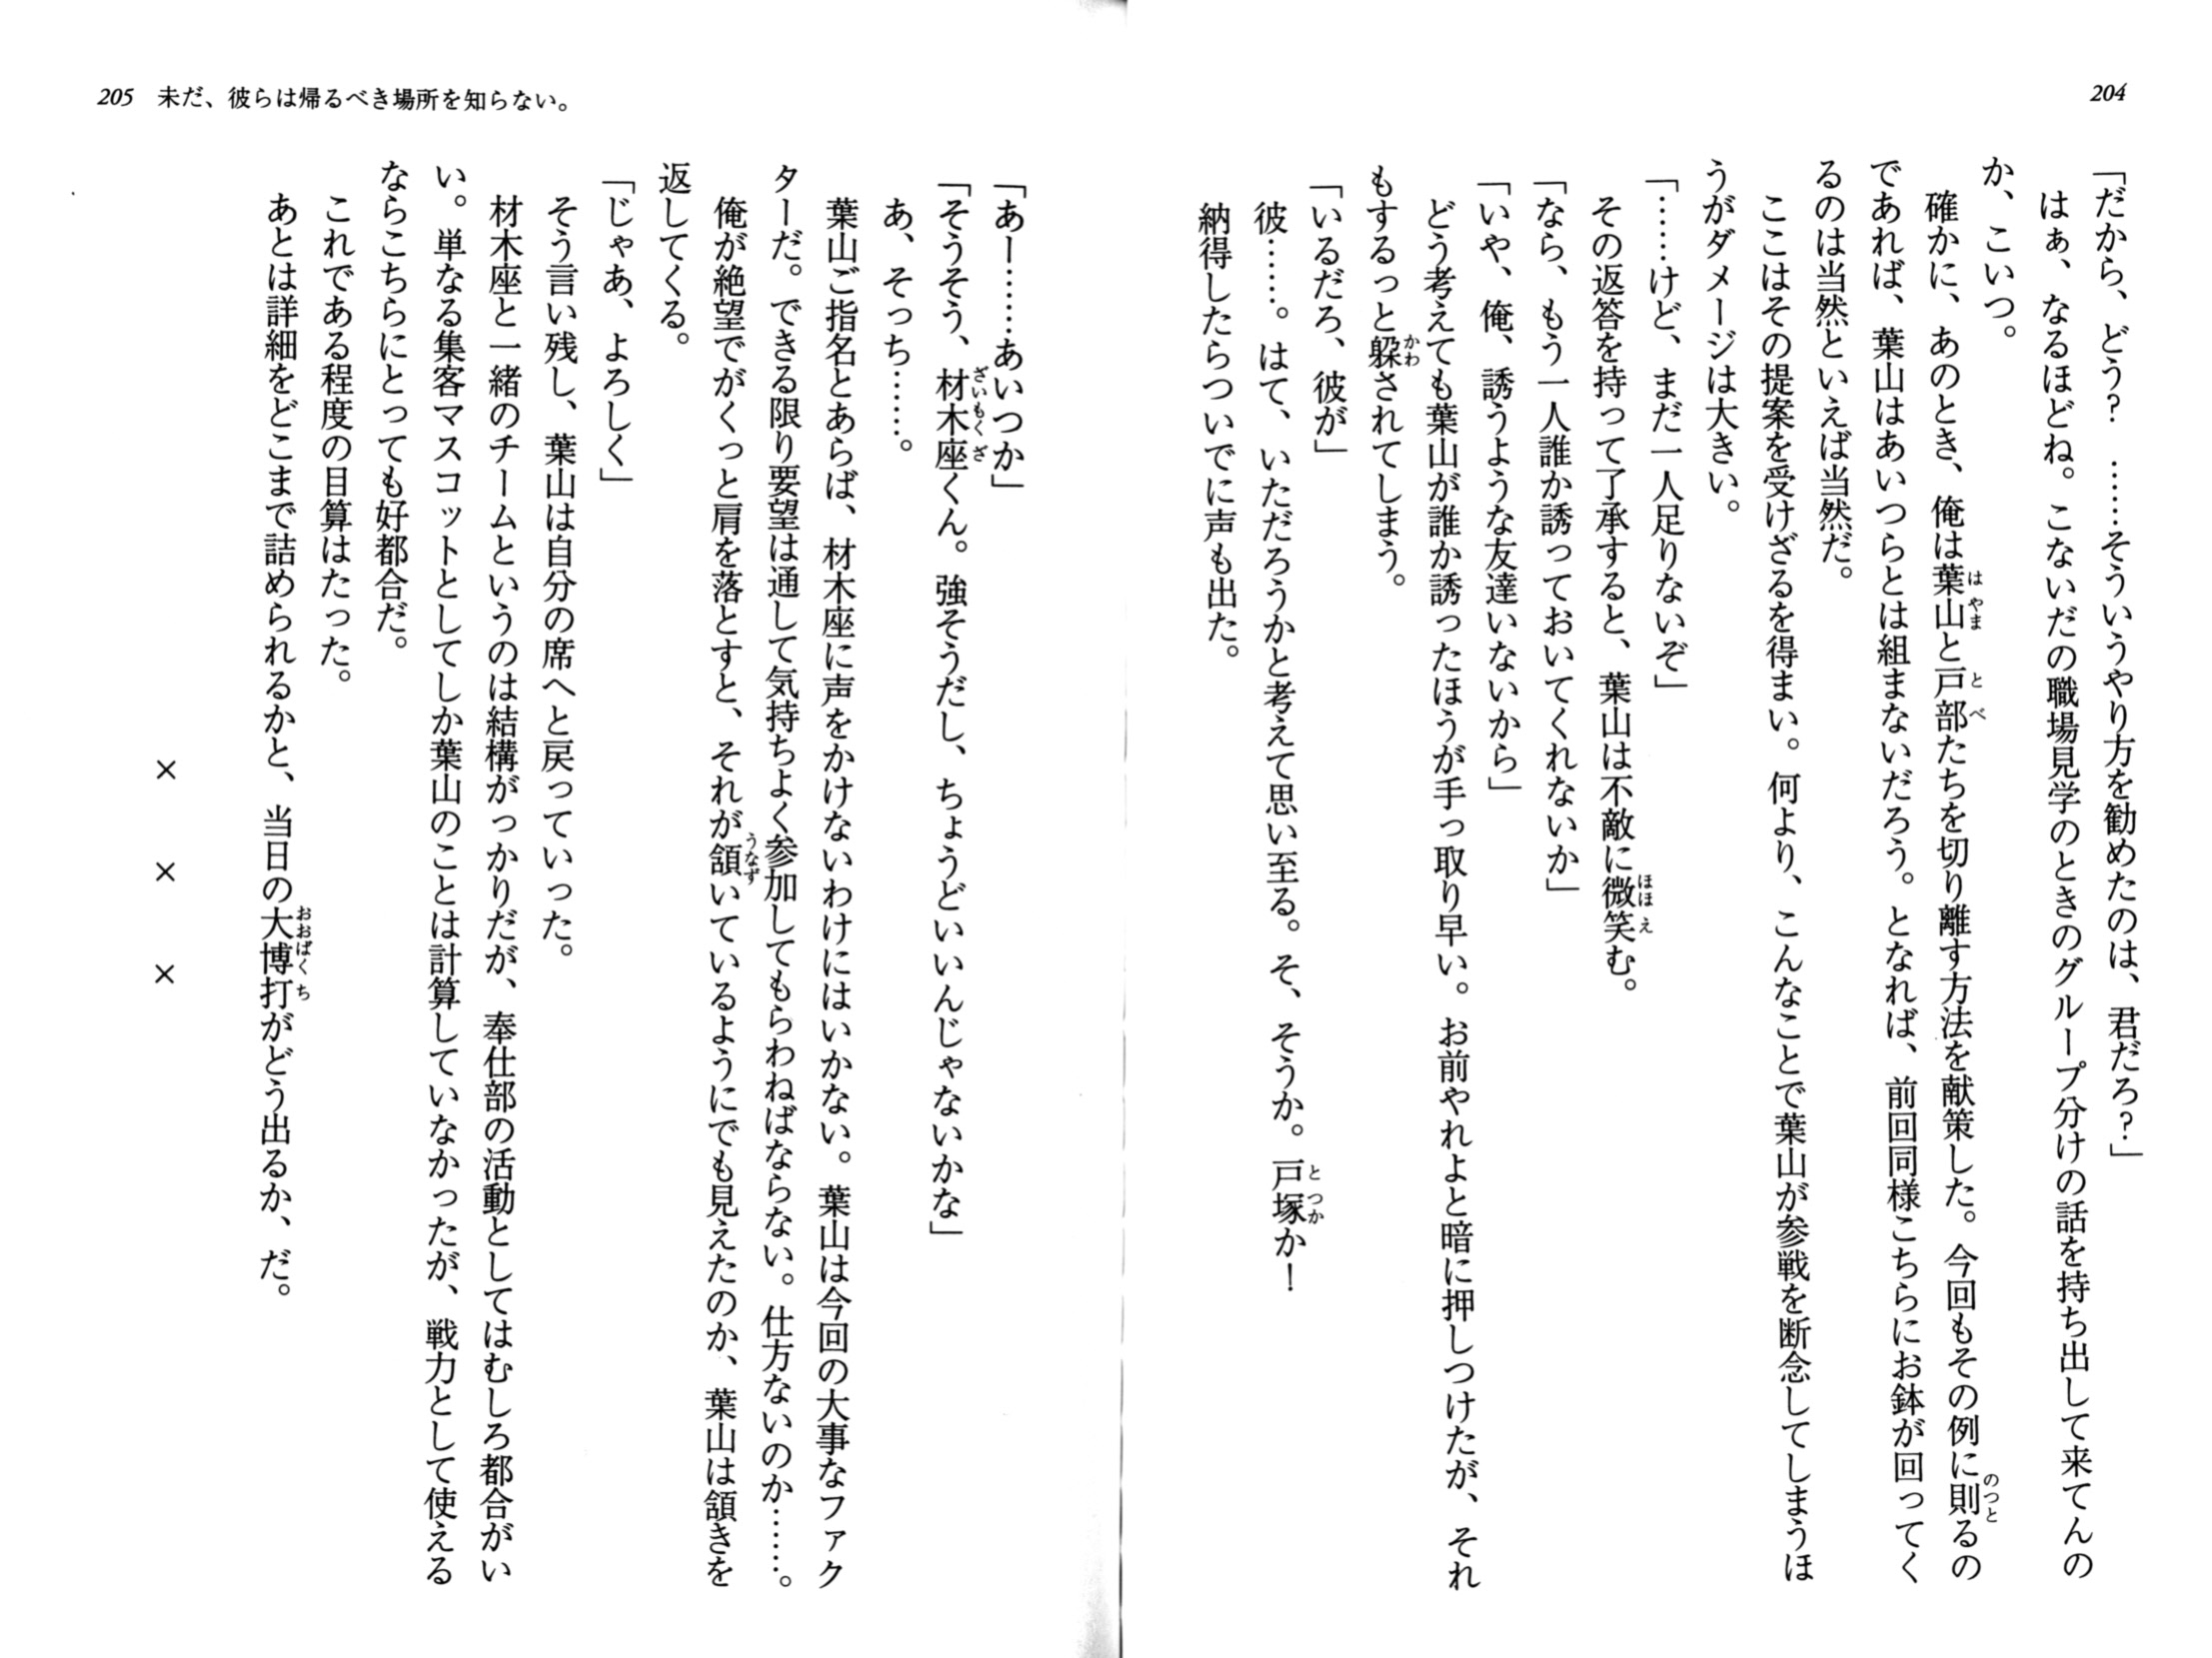 204
「だから、どう？　……そういうやり方を勧めたのは、君だろ？」
はぁ、なるほどね。こないだの職場見学のときのグループ分けの話を持ち出して来てんの
か、こいつ。
確かに、あのとき、俺は葉山と戸部たちを切り離す方法を献策した。今回もその例に則るの
であれば、葉山はあいつらとは組まないだろう。となれば、前回同様こちらにお鉢が回ってく
るのは当然といえば当然だ。
ここはその提案を受けざるを得まい。何より、こんなことで葉山が参戦を断念してしまうほ
うがダメージは大きい。
「……けど、まだ一人足りないぞ」
その返答を持って了承すると、葉山は不敵に微笑む。
「なら、もう一人誰か誘っておいてくれないか」
「いや、俺、誘うような友達いないから」
どう考えても葉山が誰か誘ったほうが手っ取り早い。お前やれよと暗に押しつけたが、それ
もするっと躱されてしまう。
「いるだろ、彼が」
彼……。はて、いただろうかと考えて思い至る。そ、そうか。戸塚か！
納得したらついでに声も出た。
205　未だ、彼らは帰るべき場所を知らない。
「あー……あいつか」
「そうそう、材木座くん。強そうだし、ちょうどいいんじゃないかな」
あ、そっち……。
葉山ご指名とあらば、材木座に声をかけないわけにはいかない。葉山は今回の大事なファク
ターだ。できる限り要望は通して気持ちよく参加してもらわねばならない。仕方ないのか……。
俺が絶望でがくっと肩を落とすと、それが頷いているようにでも見えたのか、葉山は頷きを
返してくる。
「じゃあ、よろしく」
そう言い残し、葉山は自分の席へと戻っていった。
材木座と一緒のチームというのは結構がっかりだが、奉仕部の活動としてはむしろ都合がい
い。単なる集客マスコットとしてしか葉山のことは計算していなかったが、戦力として使える
ならこちらにとっても好都合だ。
これである程度の目算はたった。
あとは詳細をどこまで詰められるかと、当日の大博打がどう出るか、だ。
×　×　×